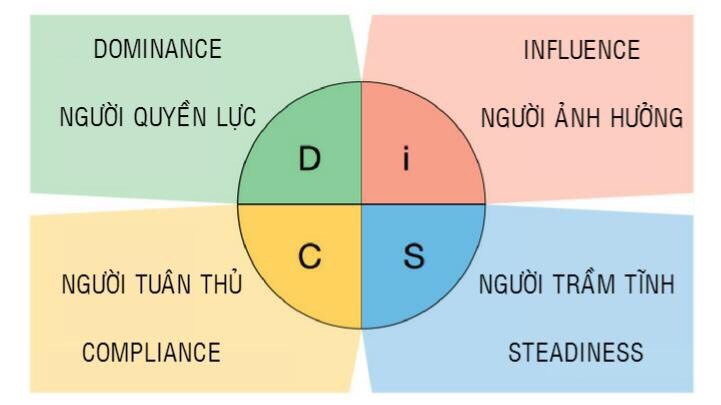 DOMINANCE
NGƯỜI QUYỀN LỰC
INFLUENCE
NGƯỜI ẢNH HƯỞNG
D
i
C
S
NGƯỜI TUÂN THỦ
COMPLIANCE
NGƯỜI TRẦM TĨNH
STEADINESS